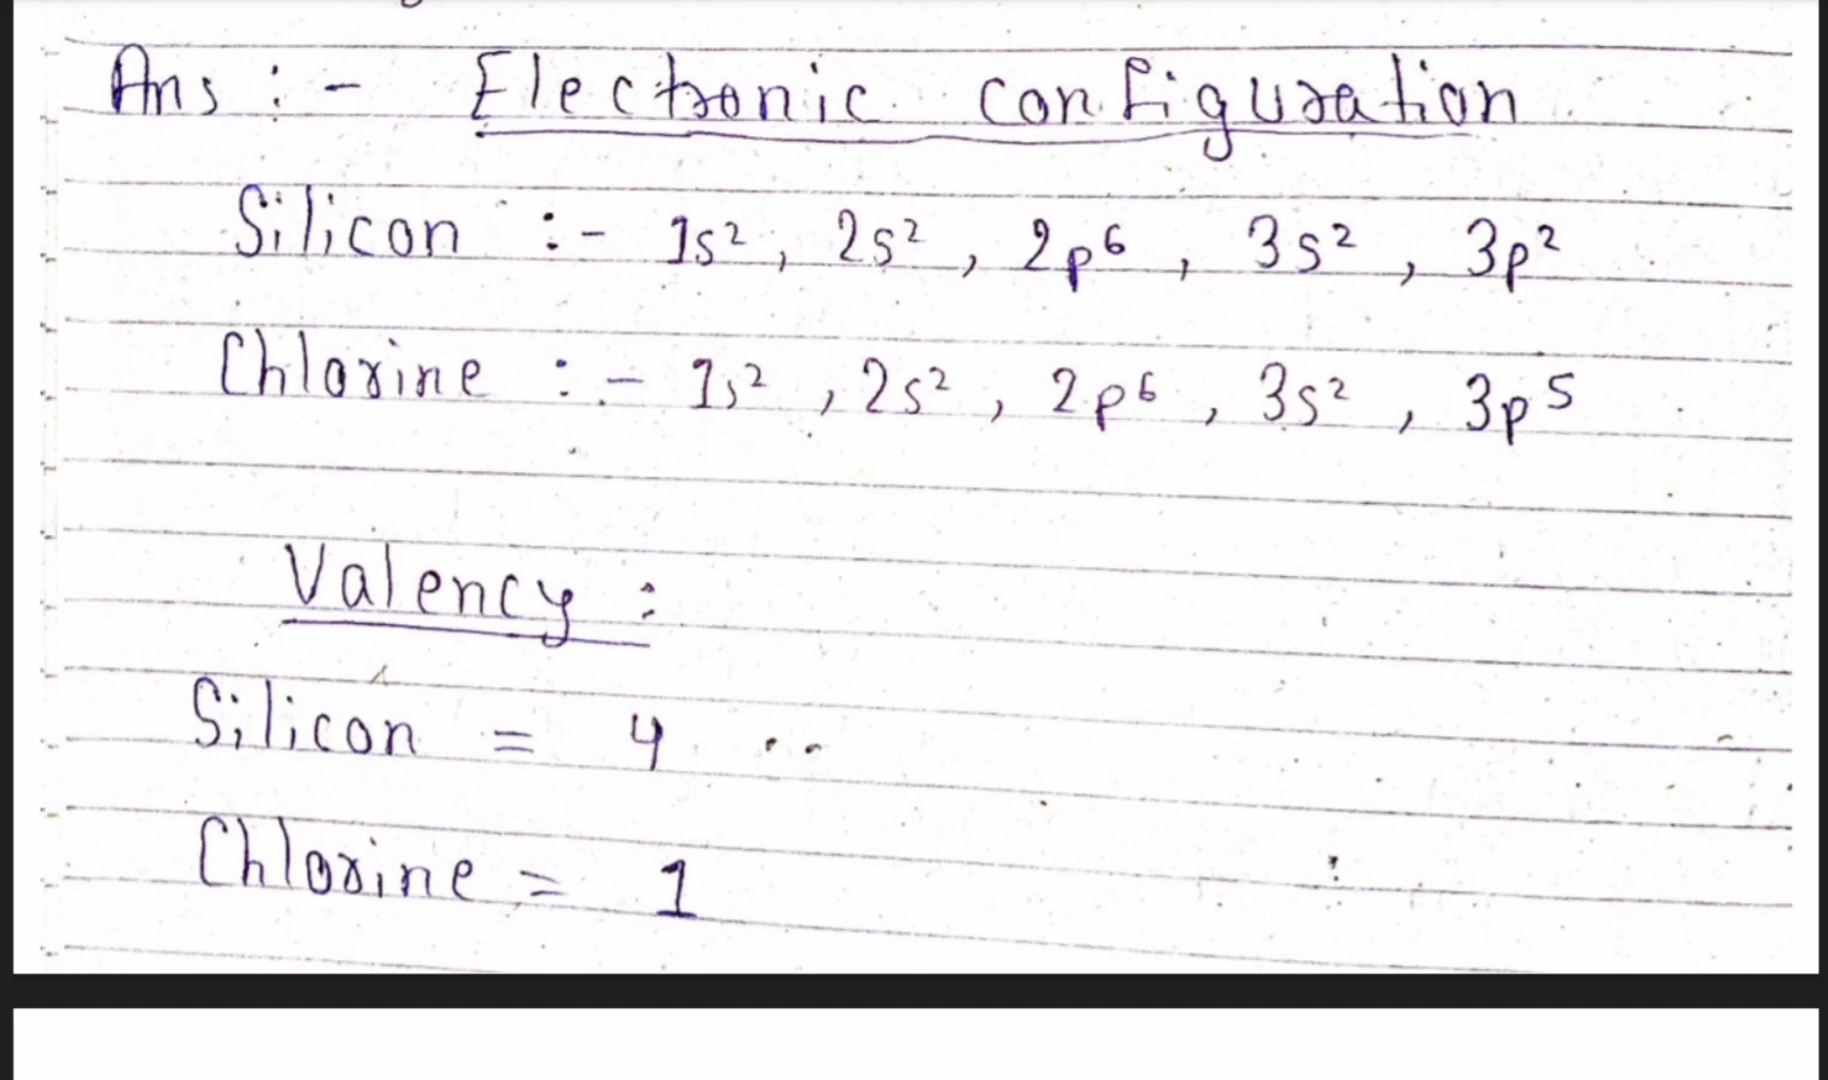 Ans :- Electronic configuration
Silicon :- 1s², 2s², 2p⁶, 3s², 3p²
Chlorine :- 1s², 2s², 2p⁶, 3s², 3p⁵
Valency :
Silicon = 4
Chlorine = 1